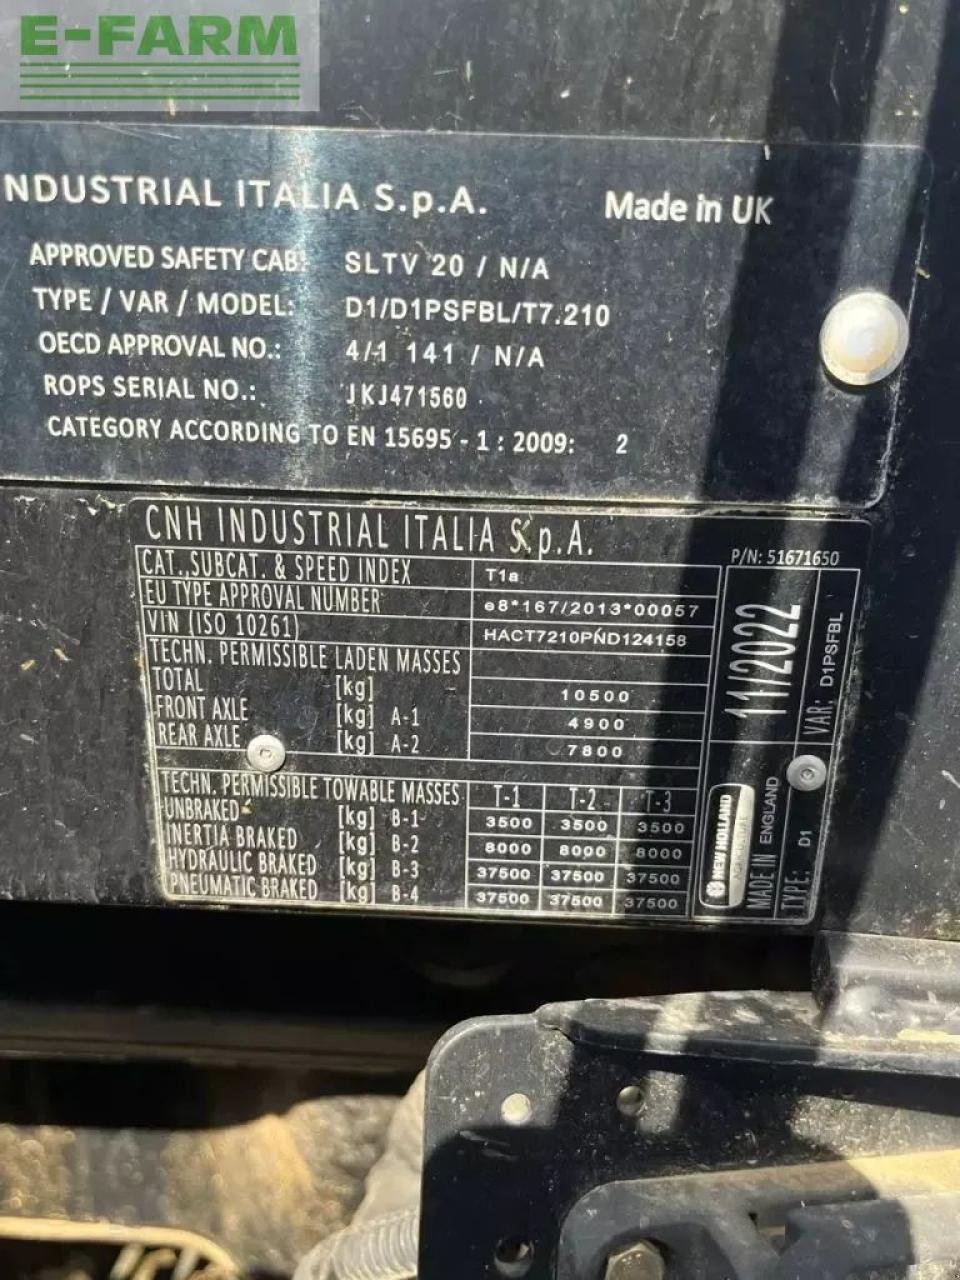 E-FARM
NDUSTRIAL ITALIA S.p.A. Made in UK
APPROVED SAFETY CAB: SLTV 20 / N/A
TYPE / VAR / MODEL: D1/D1PSFBL/T7.210
OECD APPROVAL NO.: 4/1 141 / N/A
ROPS SERIAL NO.: JKJ471560
CATEGORY ACCORDING TO EN 15695 - 1 : 2009: 2
CNH INDUSTRIAL ITALIA S.p.A. P/N: 51671650
CAT., SUBCAT. & SPEED INDEX T1a
EU TYPE APPROVAL NUMBER e8*167/2013*00057
VIN (ISO 10261) HACT7210PND124158
TECHN. PERMISSIBLE LADEN MASSES
TOTAL [kg] 10500
FRONT AXLE [kg] A-1 4900
REAR AXLE [kg] A-2 7800
TECHN. PERMISSIBLE TOWABLE MASSES T-1 T-2 T-3
UNBRAKED [kg] B-1 3500 3500 3500
INERTIA BRAKED [kg] B-2 8000 8000 8000
HYDRAULIC BRAKED [kg] B-3 37500 37500 37500
PNEUMATIC BRAKED [kg] B-4 37500 37500 37500
11/2022
VAR: D1PSFBL
NEW HOLLAND
AGRICULTURE
MADE IN ENGLAND
TYPE: D1